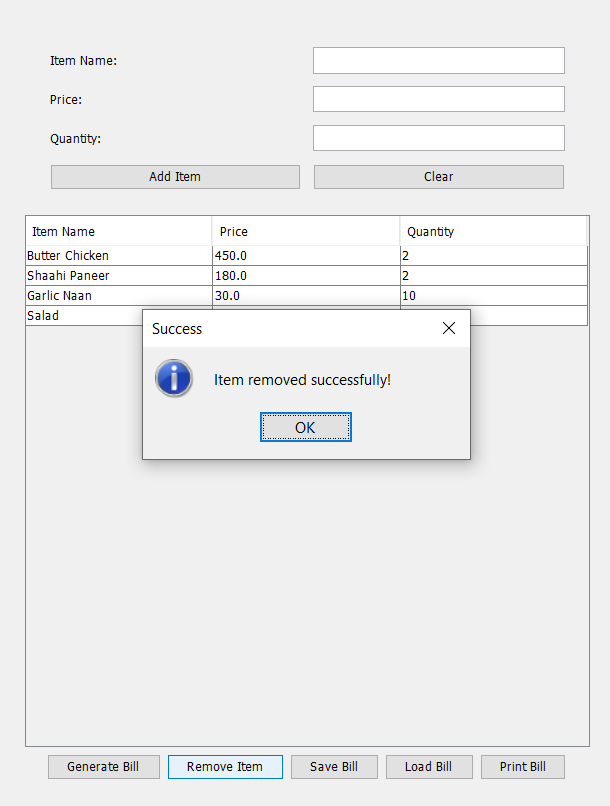 Item Name:
Price:
Quantity:
Add Item Clear
Item Name Price Quantity
Butter Chicken 450.0 2
Shaahi Paneer 180.0 2
Garlic Naan 30.0 10
Salad
Success
Item removed successfully!
OK
Generate Bill Remove Item Save Bill Load Bill Print Bill